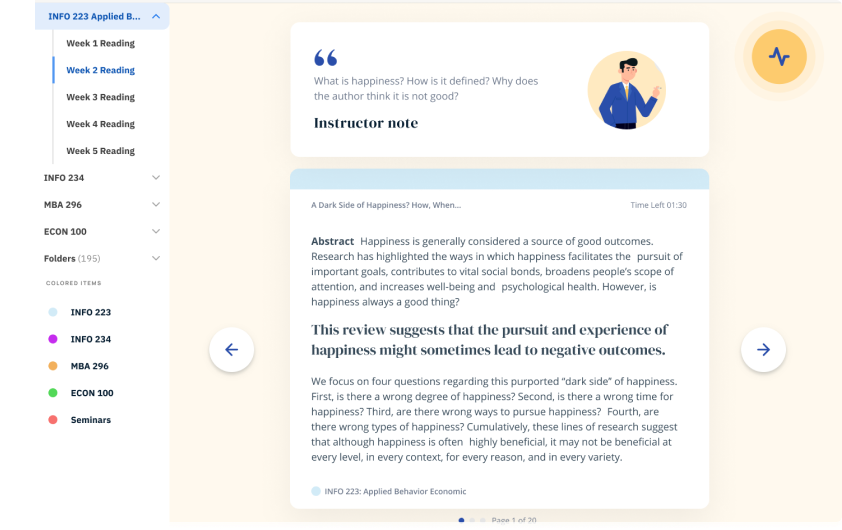 INFO 223 Applied B...
Week 1 Reading
Week 2 Reading
Week 3 Reading
Week 4 Reading
Week 5 Reading
INFO 234
MBA 296
ECON 100
Folders (195)
COLORED ITEMS
INFO 223
INFO 234
MBA 296
ECON 100
Seminars
“
What is happiness? How is it defined? Why does
the author think it is not good?
Instructor note
A Dark Side of Happiness? How, When...
Time Left 01:30
Abstract Happiness is generally considered a source of good outcomes.
Research has highlighted the ways in which happiness facilitates the pursuit of
important goals, contributes to vital social bonds, broadens people’s scope of
attention, and increases well-being and psychological health. However, is
happiness always a good thing?
This review suggests that the pursuit and experience of
happiness might sometimes lead to negative outcomes.
We focus on four questions regarding this purported “dark side” of happiness.
First, is there a wrong degree of happiness? Second, is there a wrong time for
happiness? Third, are there wrong ways to pursue happiness? Fourth, are
there wrong types of happiness? Cumulatively, these lines of research suggest
that although happiness is often highly beneficial, it may not be beneficial at
every level, in every context, for every reason, and in every variety.
INFO 223: Applied Behavior Economic
Page 1 of 20